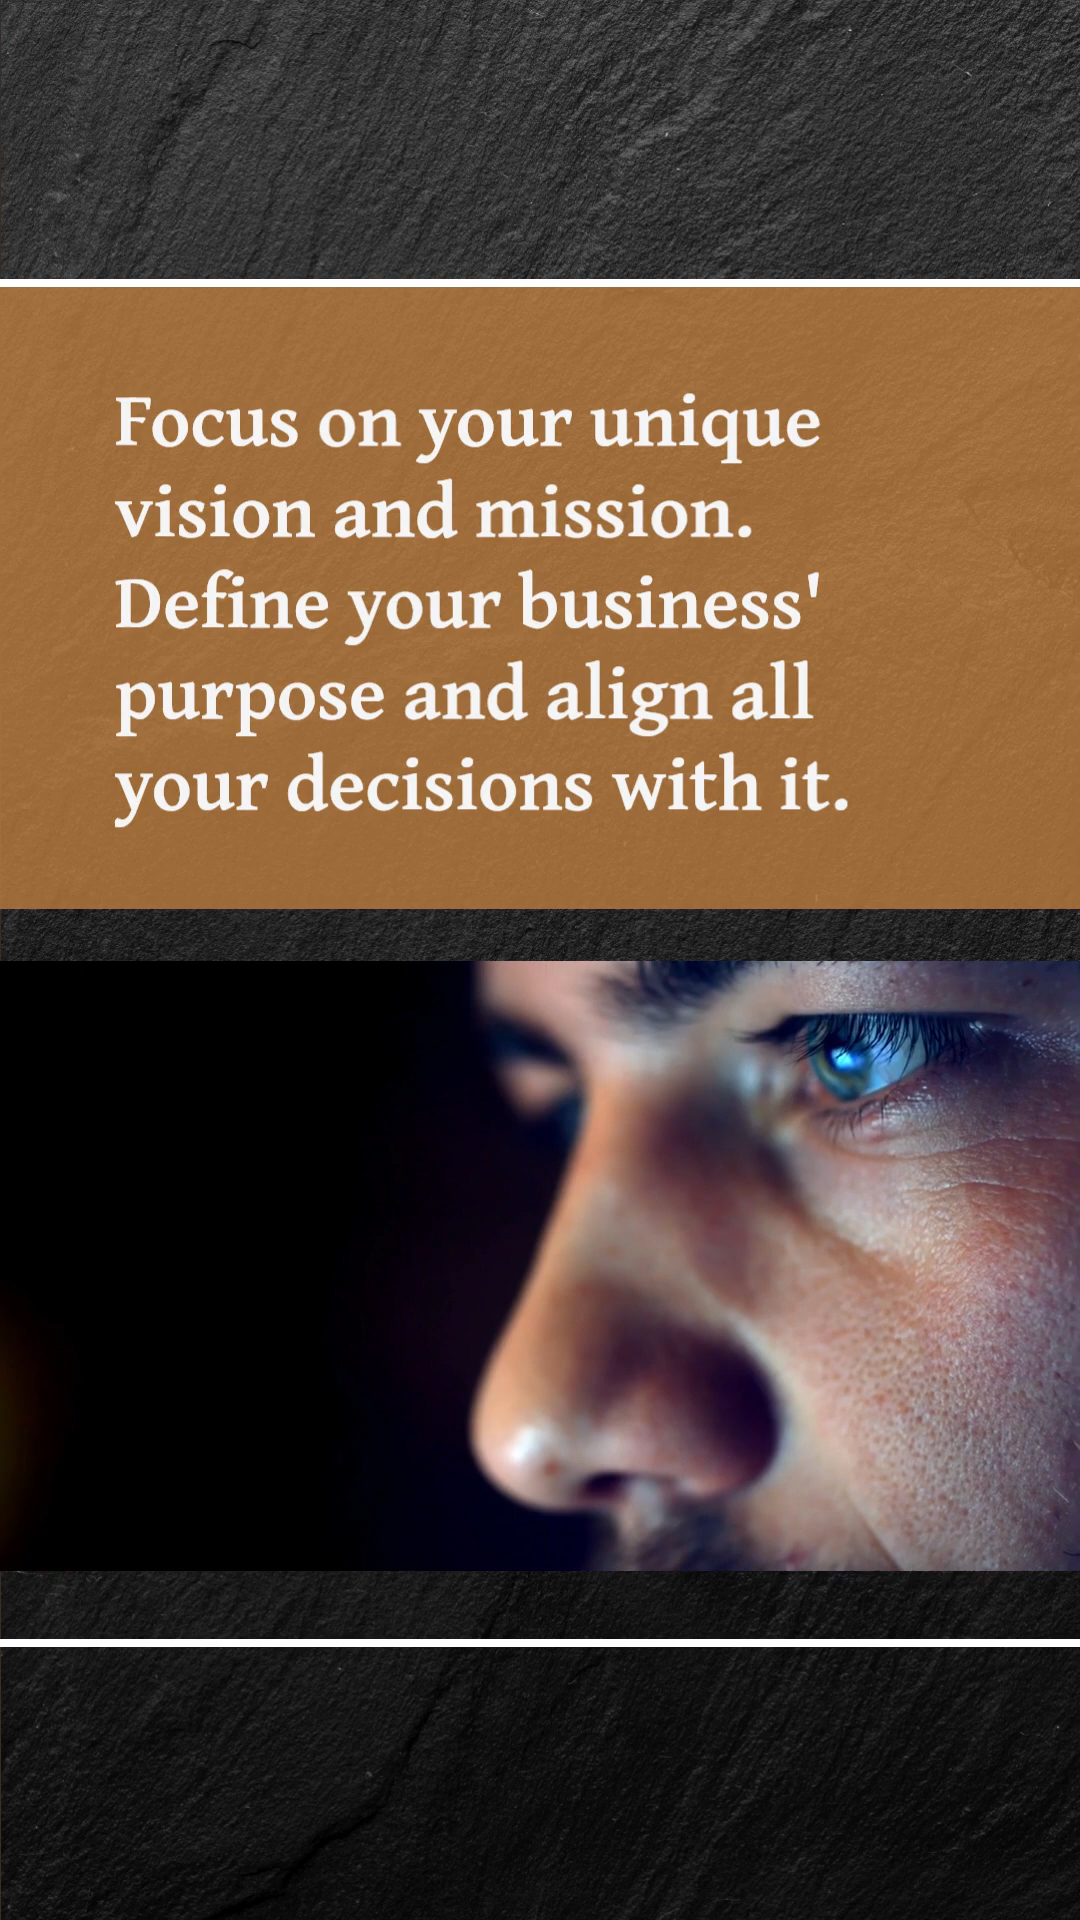 Focus on your unique
vision and mission.
Define your business'
purpose and align all
your decisions with it.